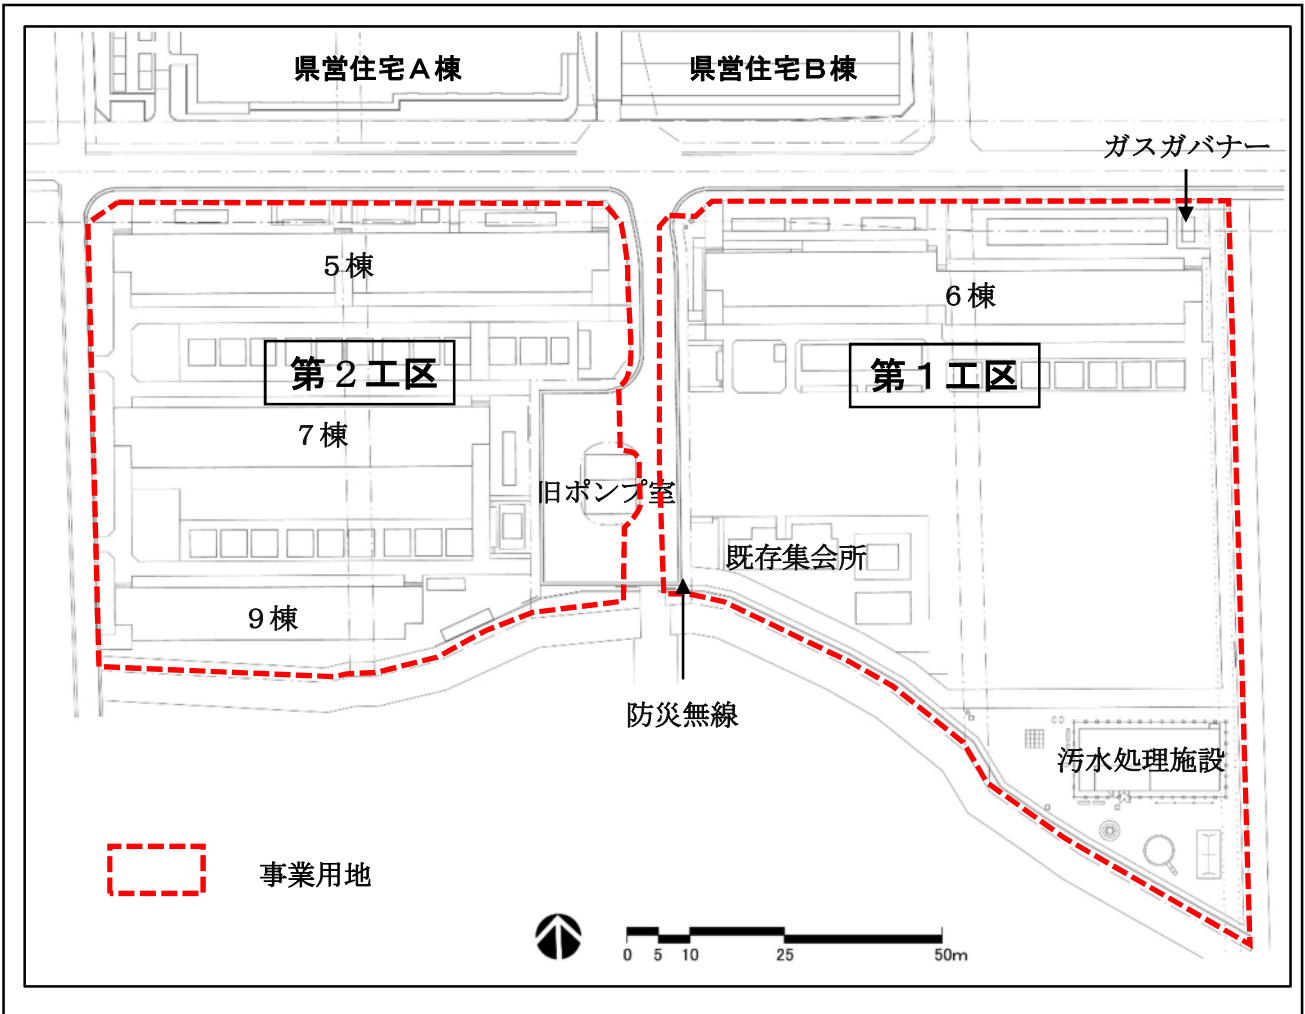 県営住宅A棟
県営住宅B棟
ガスガバナー
5棟
6棟
第2工区
第1工区
7棟
旧ポンプ室
既存集会所
9棟
防災無線
汚水処理施設
事業用地
0 5 10 25 50m